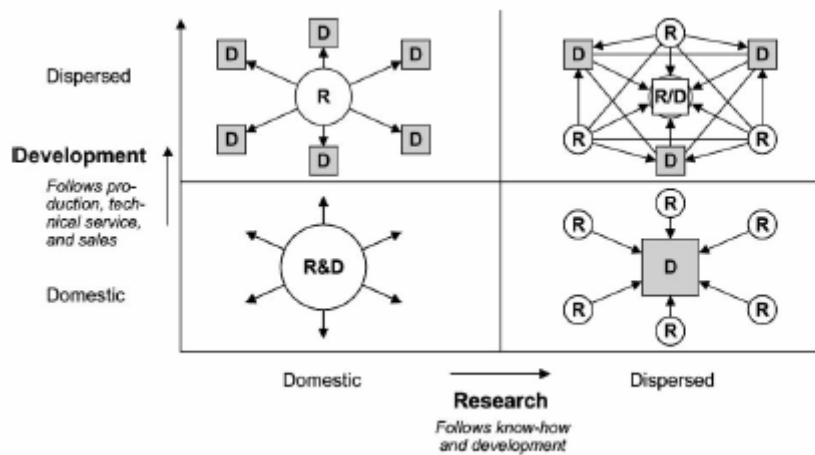 Dispersed
Development
Follows pro-
duction, tech-
nical service,
and sales
Domestic
D
D
D
R
D
D
D
R
D
D
R/D
R
R
D
R&D
R
R
R
D
R
R
R
Domestic
Dispersed
Research
Follows know-how
and development